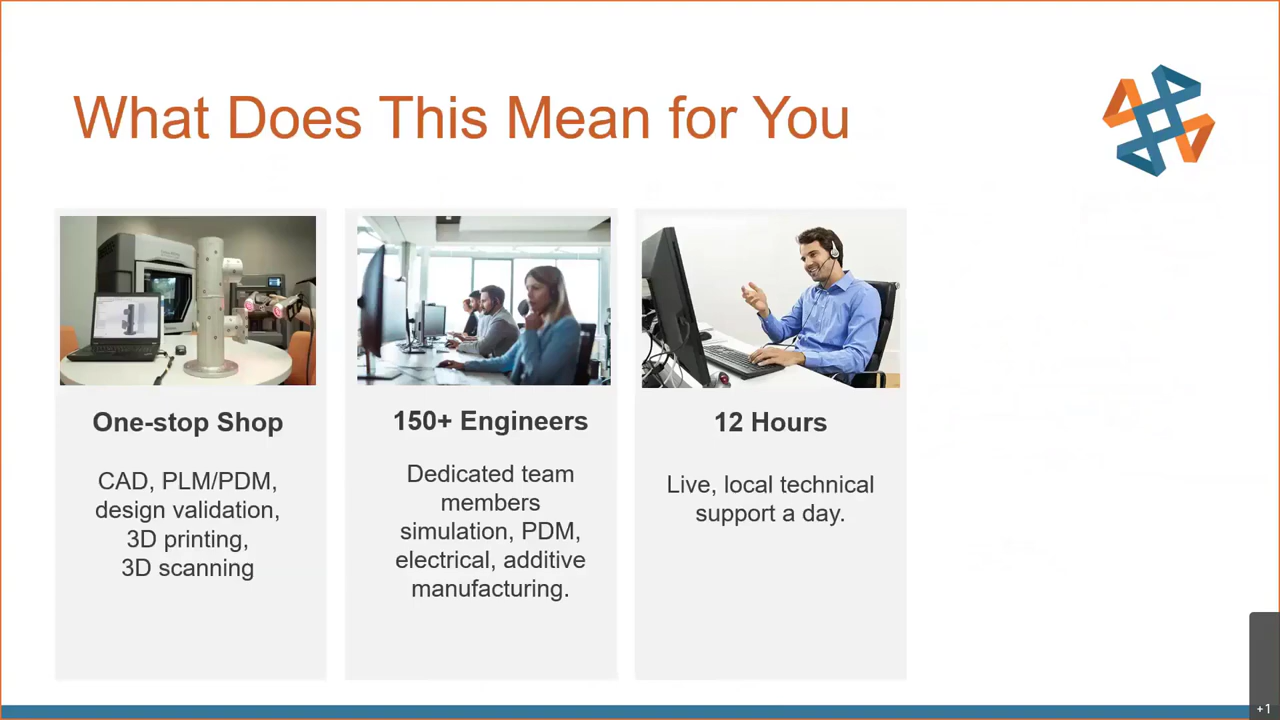 What Does This Mean for You
One-stop Shop
CAD, PLM/PDM,
design validation,
3D printing,
3D scanning
150+ Engineers
Dedicated team
members
simulation, PDM,
electrical, additive
manufacturing.
12 Hours
Live, local technical
support a day.
+1